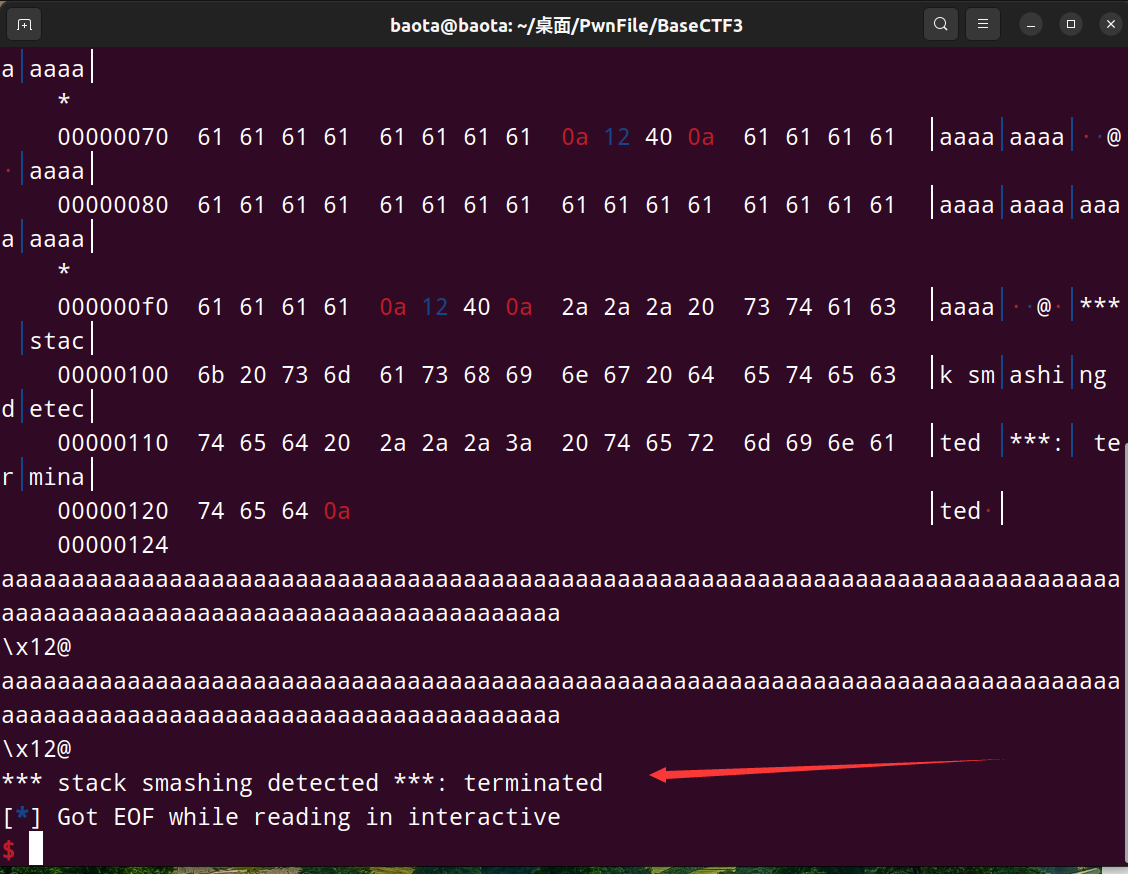 baota@baota: ~/桌面/PwnFile/BaseCTF3
a│aaaa│
*
00000070 61 61 61 61 61 61 61 61 0a 12 40 0a 61 61 61 61 │aaaa│aaaa│··@
·│aaaa│
00000080 61 61 61 61 61 61 61 61 61 61 61 61 61 61 61 61 │aaaa│aaaa│aaa
a│aaaa│
*
000000f0 61 61 61 61 0a 12 40 0a 2a 2a 2a 20 73 74 61 63 │aaaa│··@·│***
│stac│
00000100 6b 20 73 6d 61 73 68 69 6e 67 20 64 65 74 65 63 │k sm│ashi│ng
d│etec│
00000110 74 65 64 20 2a 2a 2a 3a 20 74 65 72 6d 69 6e 61 │ted │***:│ te
r│mina│
00000120 74 65 64 0a │ted·│
00000124
aaaaaaaaaaaaaaaaaaaaaaaaaaaaaaaaaaaaaaaaaaaaaaaaaaaaaaaaaaaaaaaaaaaaaaaaaaaaaaaa
aaaaaaaaaaaaaaaaaaaaaaaaaaaaaaaaaaaaaaaa
\x12@
aaaaaaaaaaaaaaaaaaaaaaaaaaaaaaaaaaaaaaaaaaaaaaaaaaaaaaaaaaaaaaaaaaaaaaaaaaaaaaaa
aaaaaaaaaaaaaaaaaaaaaaaaaaaaaaaaaaaaaaaa
\x12@
*** stack smashing detected ***: terminated
[*] Got EOF while reading in interactive
$